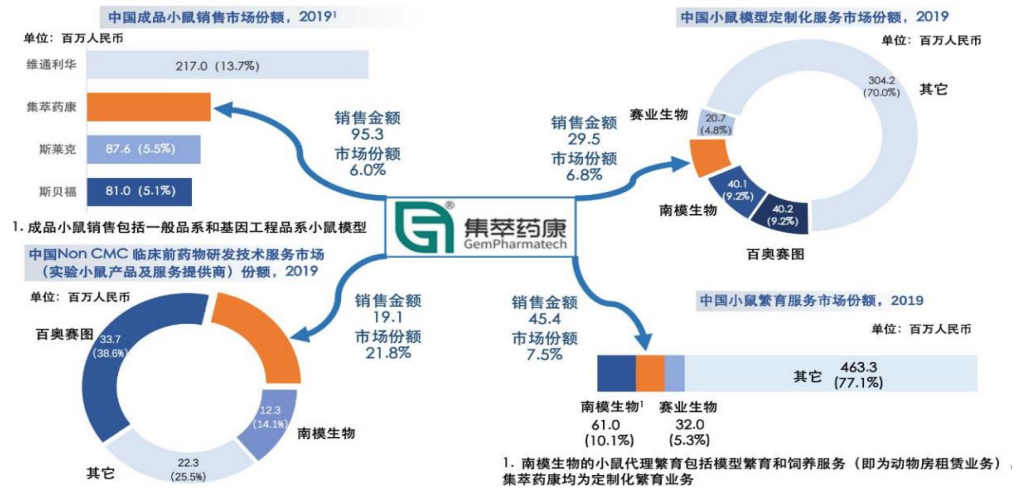 中国成品小鼠销售市场份额，2019¹
单位：百万人民币
维通利华
217.0 (13.7%)
集萃药康
斯莱克
87.6 (5.5%)
斯贝福
81.0 (5.1%)
1. 成品小鼠销售包括一般品系和基因工程品系小鼠模型
销售金额
95.3
市场份额
6.0%
中国小鼠模型定制化服务市场份额，2019
单位：百万人民币
304.2
(70.0%)
其它
赛业生物
20.7
(4.8%)
南模生物
40.1
(9.2%)
40.2
(9.2%)
百奥赛图
销售金额
29.5
市场份额
6.8%
®
集萃药康
GemPharmatech
中国Non CMC 临床前药物研发技术服务市场
（实验小鼠产品及服务提供商）份额，2019
单位：百万人民币
百奥赛图
33.7
(38.6%)
12.3
(14.1%)
南模生物
其它
22.3
(25.5%)
销售金额
19.1
市场份额
21.8%
销售金额
45.4
市场份额
7.5%
中国小鼠繁育服务市场份额，2019
单位：百万人民币
其它
463.3
(77.1%)
南模生物¹
61.0
(10.1%)
赛业生物
32.0
(5.3%)
1. 南模生物的小鼠代理繁育包括模型繁育和饲养服务（即为动物房租赁业务）.
集萃药康均为定制化繁育业务